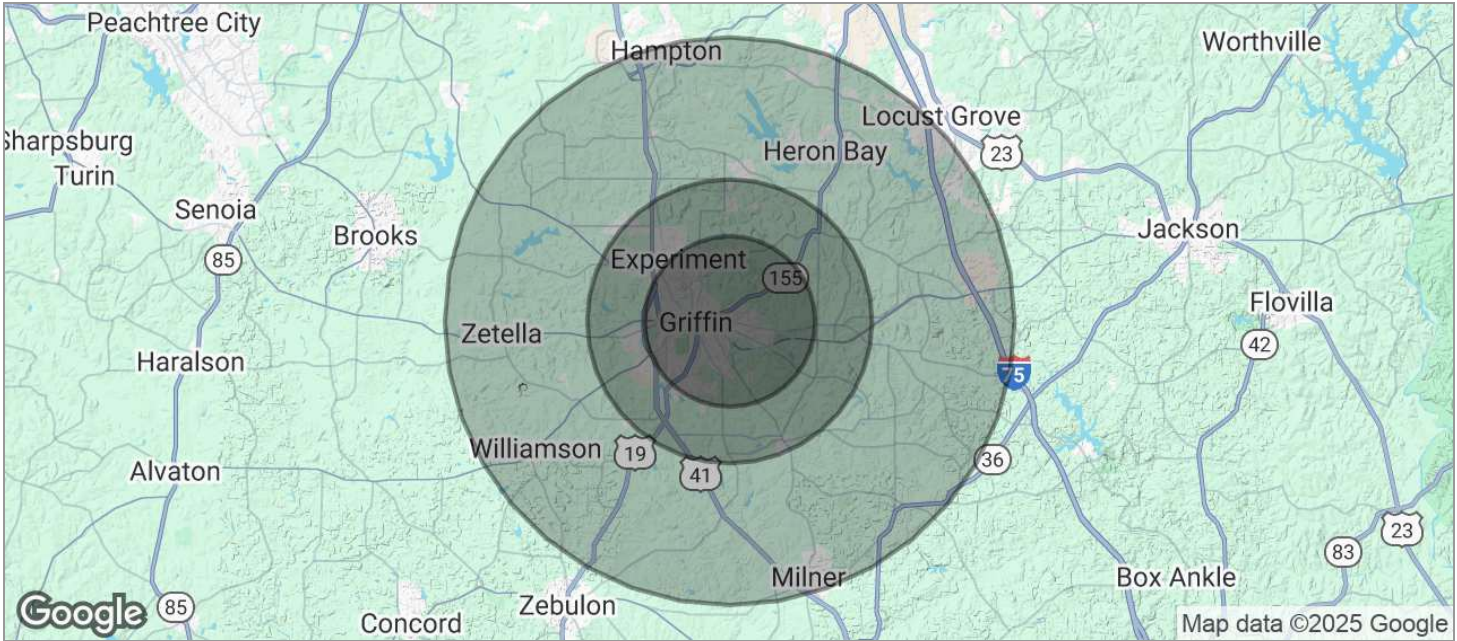 Peachtree City
Hampton
Worthville
Locust Grove
Sharpsburg
Heron Bay
23
Turin
Senoia
Brooks
Jackson
85
Experiment
155
Flovilla
Griffin
Zetella
42
Haralson
75
Williamson
19
41
36
Alvaton
23
83
Milner
Box Ankle
Zebulon
Google
85
Concord
Map data ©2025 Google